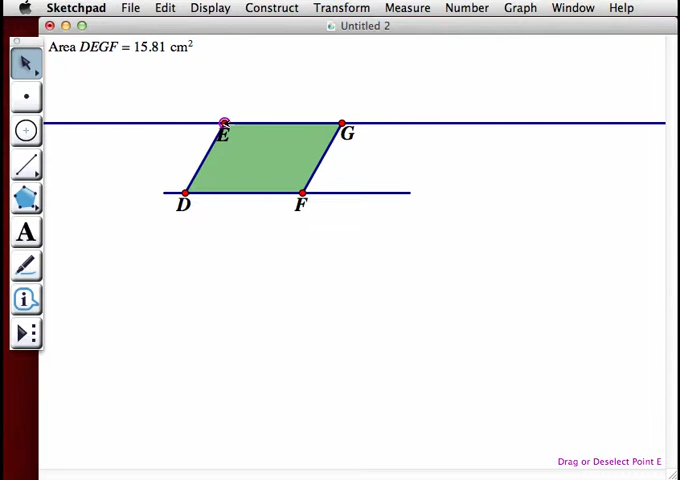 Sketchpad File Edit Display Construct Transform Measure Number Graph Window Help
Untitled 2
Area DEGF = 15.81 cm²
E G
D F
A
Drag or Deselect Point E